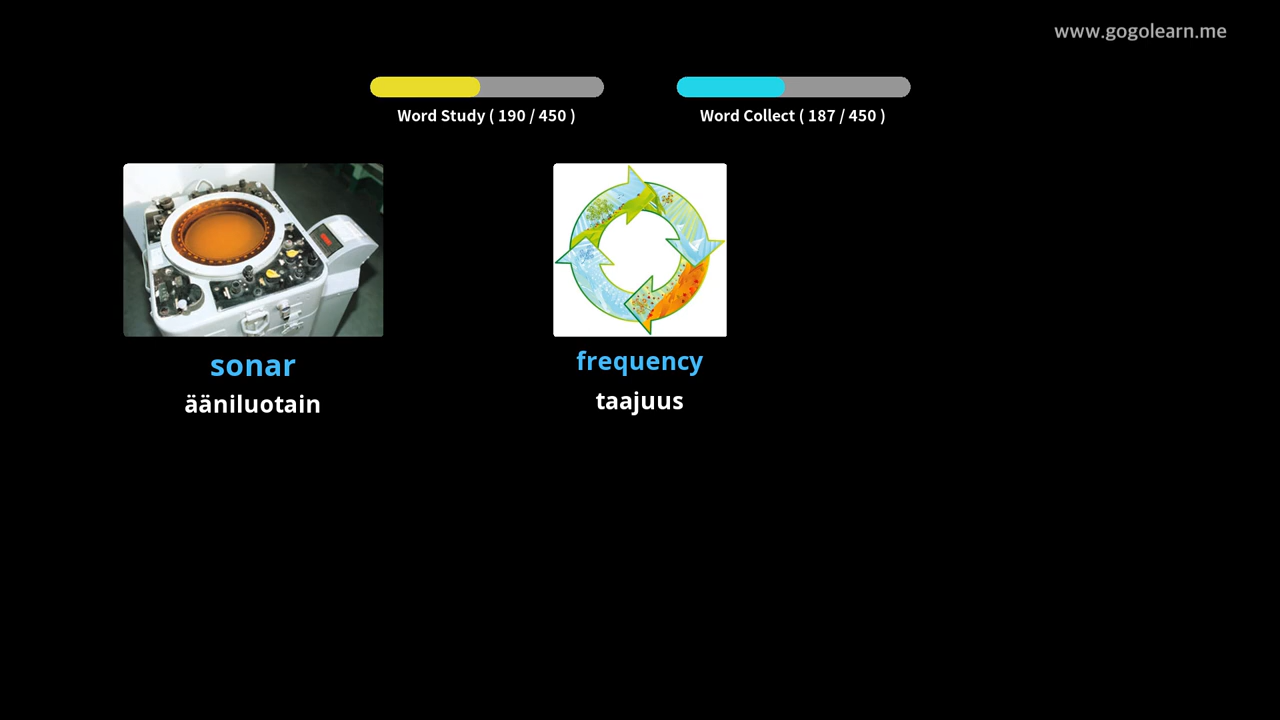 www.gogolearn.me
Word Study ( 190 / 450 )
Word Collect ( 187 / 450 )
sonar
ääniluotain
frequency
taajuus